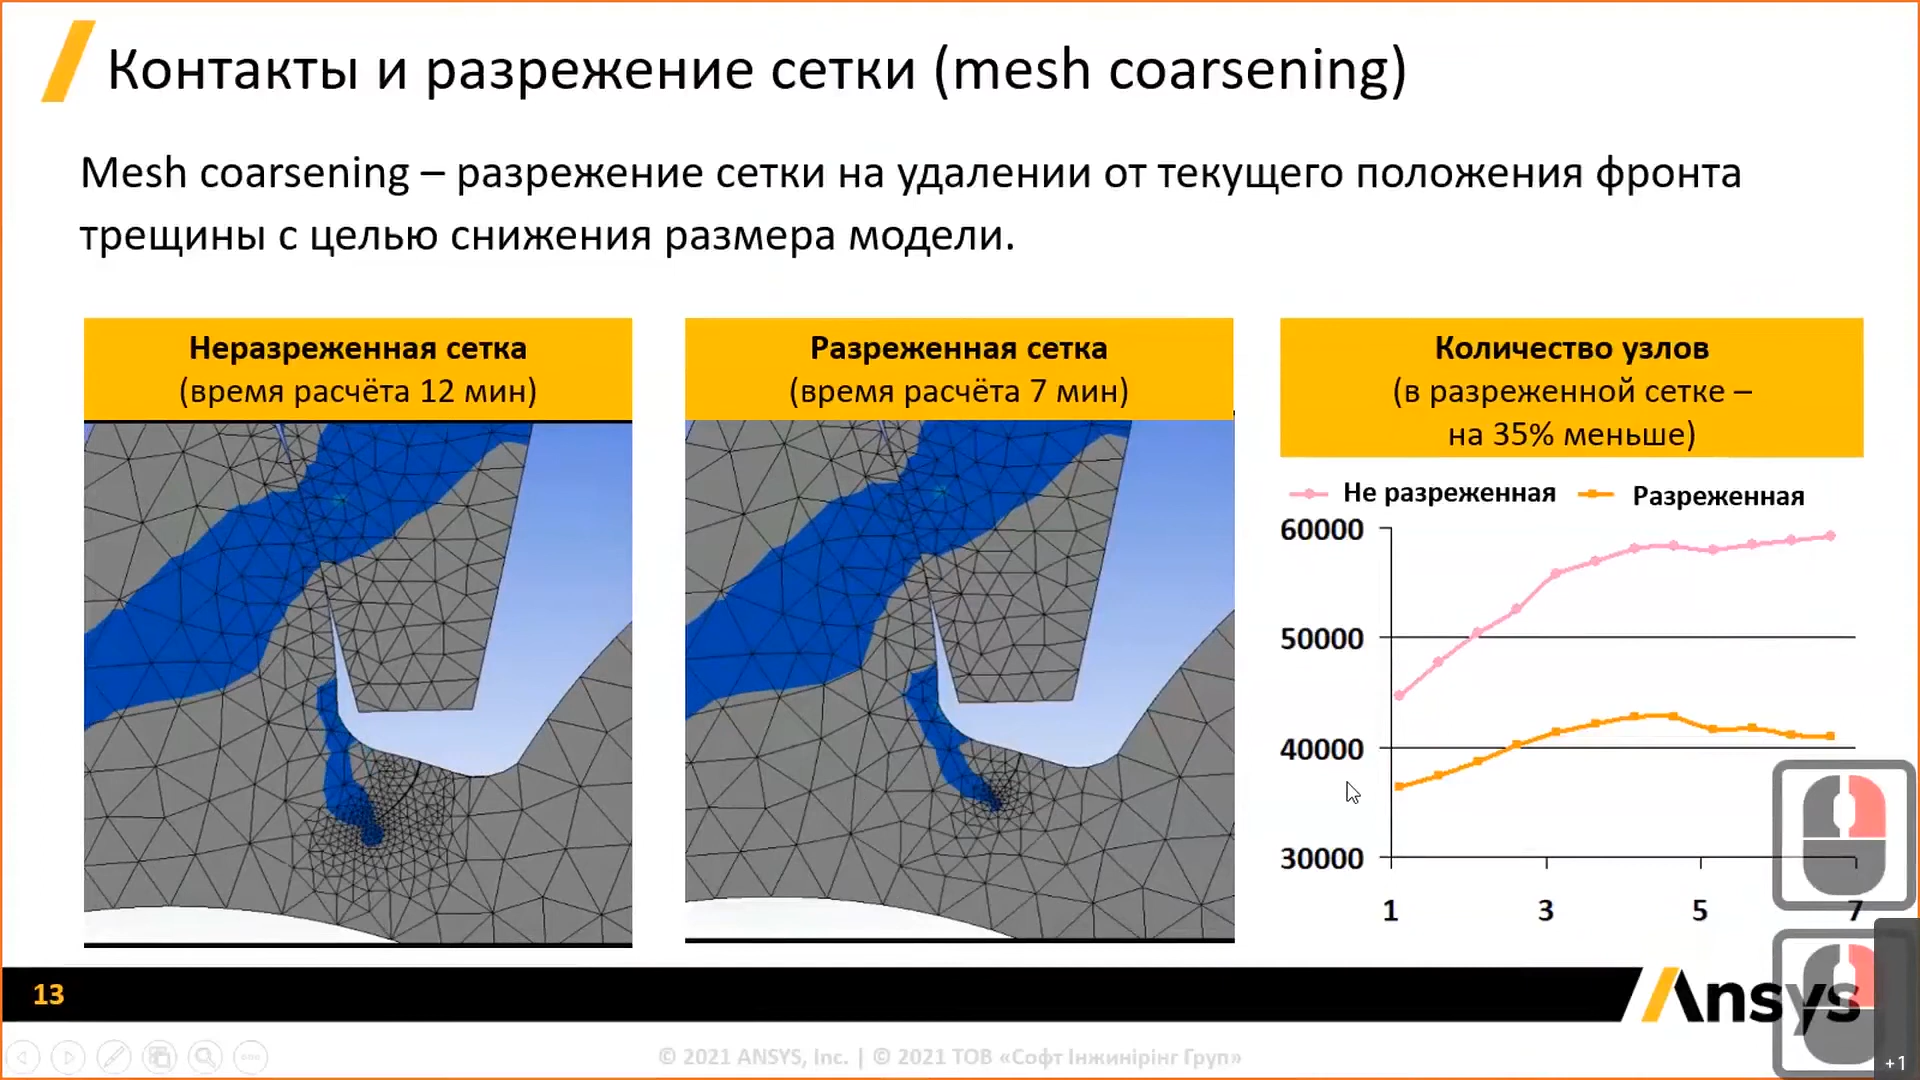 Контакты и разрежение сетки (mesh coarsening)
Mesh coarsening – разрежение сетки на удалении от текущего положения фронта
трещины с целью снижения размера модели.
Неразреженная сетка
(время расчёта 12 мин)
Разреженная сетка
(время расчёта 7 мин)
Количество узлов
(в разреженной сетке –
на 35% меньше)
Не разреженная
Разреженная
60000
50000
40000
30000
1
3
5
7
13
Ansys
© 2021 ANSYS, Inc. | © 2021 ТОВ «Софт Інжинірінг Груп»
+1